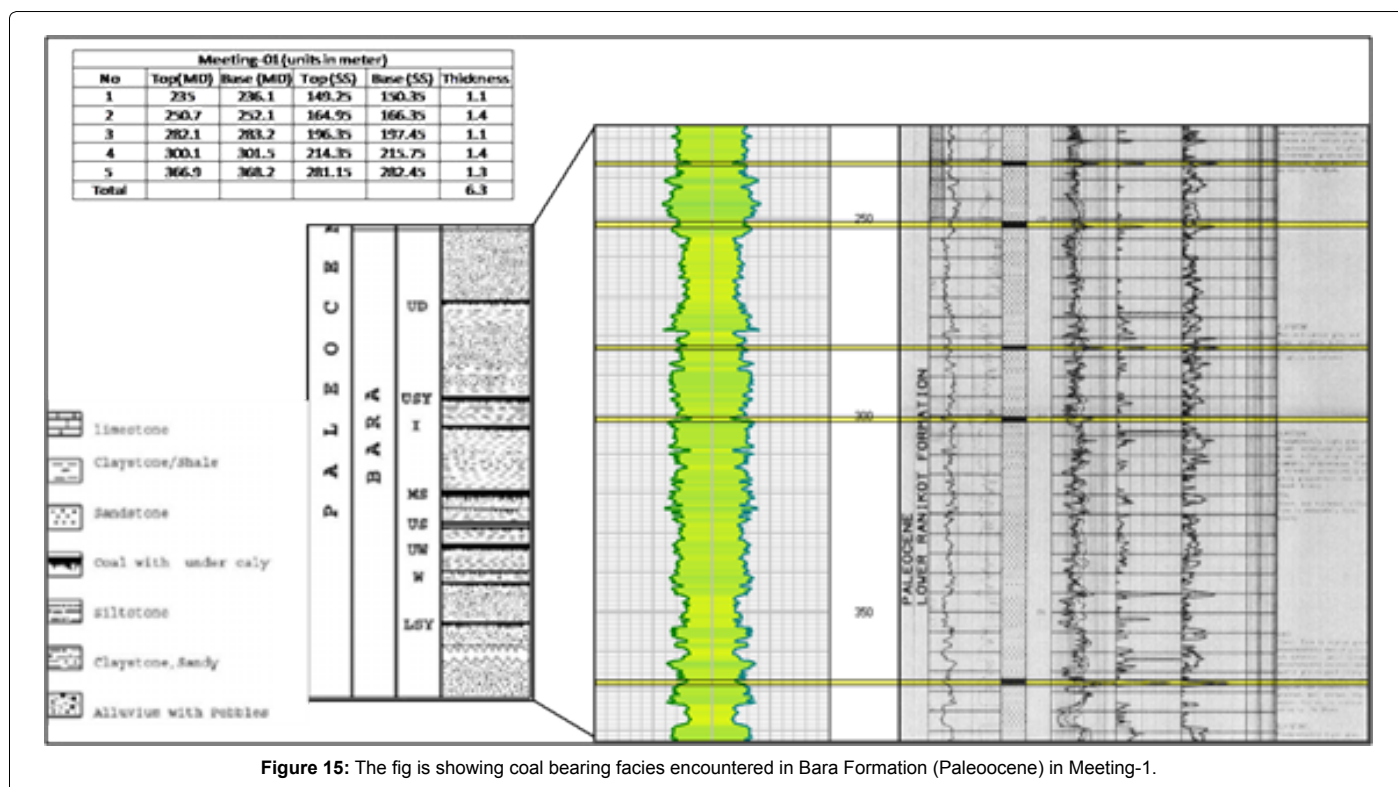 Meeting-01(units in meter)
No Top(MD) Base (MD) Top(SS) Base (SS) Thickness
1 235 236.1 149.25 150.35 1.1
2 250.7 252.1 164.95 166.35 1.4
3 282.1 283.2 196.35 197.45 1.1
4 300.1 301.5 214.35 215.75 1.4
5 366.9 368.2 281.15 282.45 1.3
Total 6.3
PALEOCENE
BARA
UD
USY
I
MS
US
UW
W
LSY
limestone
Claystone/Shale
Sandstone
Coal with under caly
Siltstone
Claystone,Sandy
Alluvium with Pebbles
250
300
350
PALEOCENE
LOWER RANIKOT FORMATION
Figure 15: The fig is showing coal bearing facies encountered in Bara Formation (Paleoocene) in Meeting-1.